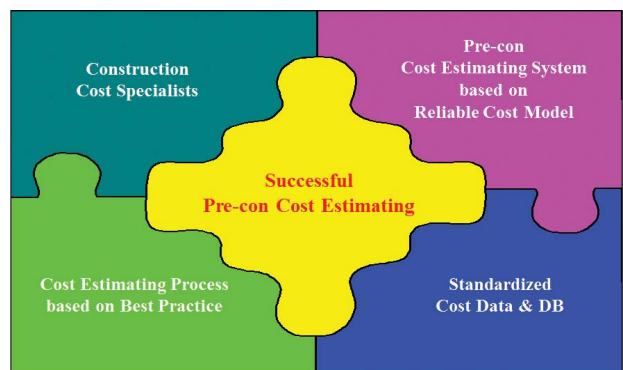 Construction
Cost Specialists
Pre-con
Cost Estimating System
based on
Reliable Cost Model
Successful
Pre-con Cost Estimating
Cost Estimating Process
based on Best Practice
Standardized
Cost Data & DB